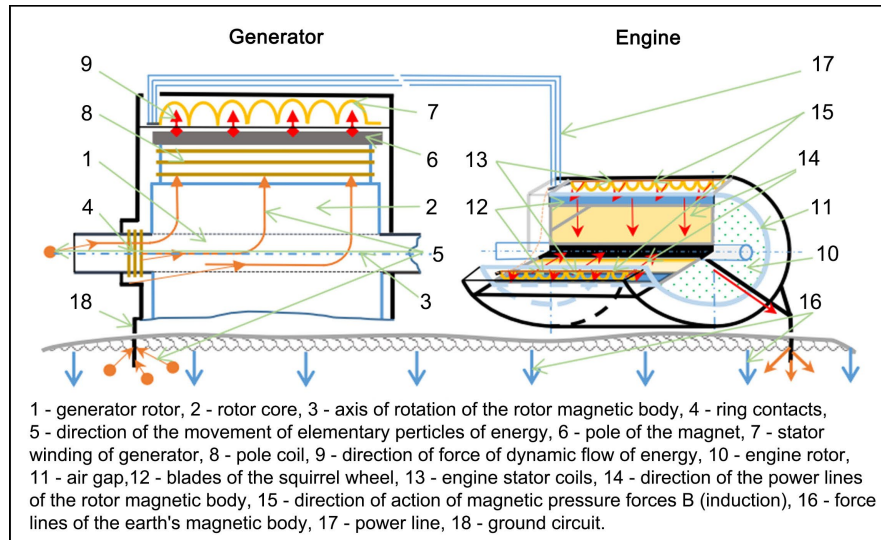 Generator
Engine
9
8
1
4
18
7
6
2
5
3
13
12
17
15
14
11
10
16
1 - generator rotor, 2 - rotor core, 3 - axis of rotation of the rotor magnetic body, 4 - ring contacts,
5 - direction of the movement of elementary perticles of energy, 6 - pole of the magnet, 7 - stator
winding of generator, 8 - pole coil, 9 - direction of force of dynamic flow of energy, 10 - engine rotor,
11 - air gap,12 - blades of the squirrel wheel, 13 - engine stator coils, 14 - direction of the power lines
of the rotor magnetic body, 15 - direction of action of magnetic pressure forces B (induction), 16 - force
lines of the earth's magnetic body, 17 - power line, 18 - ground circuit.